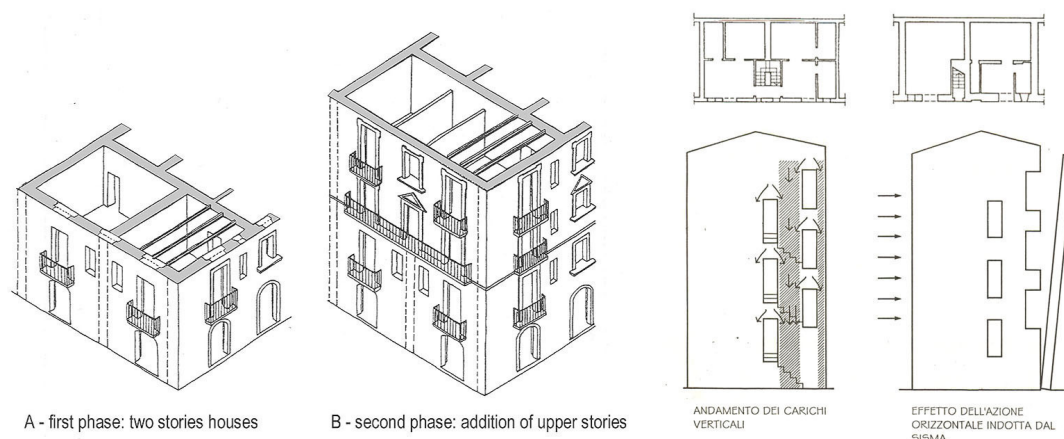 A - first phase: two stories houses
B - second phase: addition of upper stories
ANDAMENTO DEI CARICHI
VERTICALI
EFFETTO DELL'AZIONE
ORIZZONTALE INDOTTA DAL
SISMA